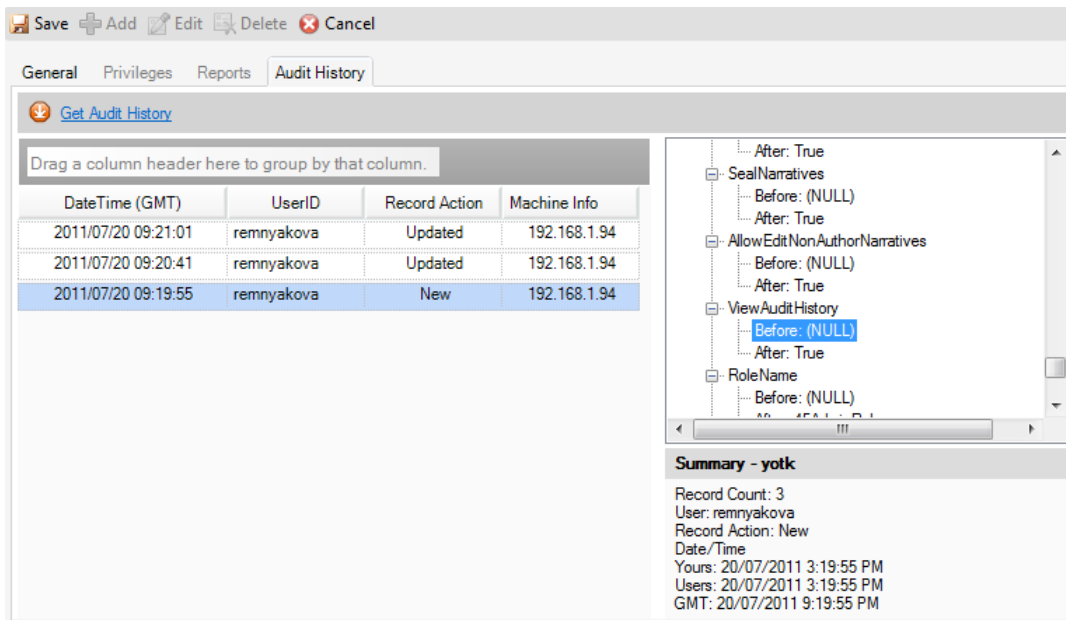 Save Add Edit Delete Cancel
General Privileges Reports Audit History
Get Audit History
Drag a column header here to group by that column.
DateTime (GMT) UserID Record Action Machine Info
2011/07/20 09:21:01 remnyakova Updated 192.168.1.94
2011/07/20 09:20:41 remnyakova Updated 192.168.1.94
2011/07/20 09:19:55 remnyakova New 192.168.1.94
After: True
SealNarratives
Before: (NULL)
After: True
AllowEditNonAuthorNarratives
Before: (NULL)
After: True
ViewAuditHistory
Before: (NULL)
After: True
RoleName
Before: (NULL)
Summary - yotk
Record Count: 3
User: remnyakova
Record Action: New
Date/Time
Yours: 20/07/2011 3:19:55 PM
Users: 20/07/2011 3:19:55 PM
GMT: 20/07/2011 9:19:55 PM